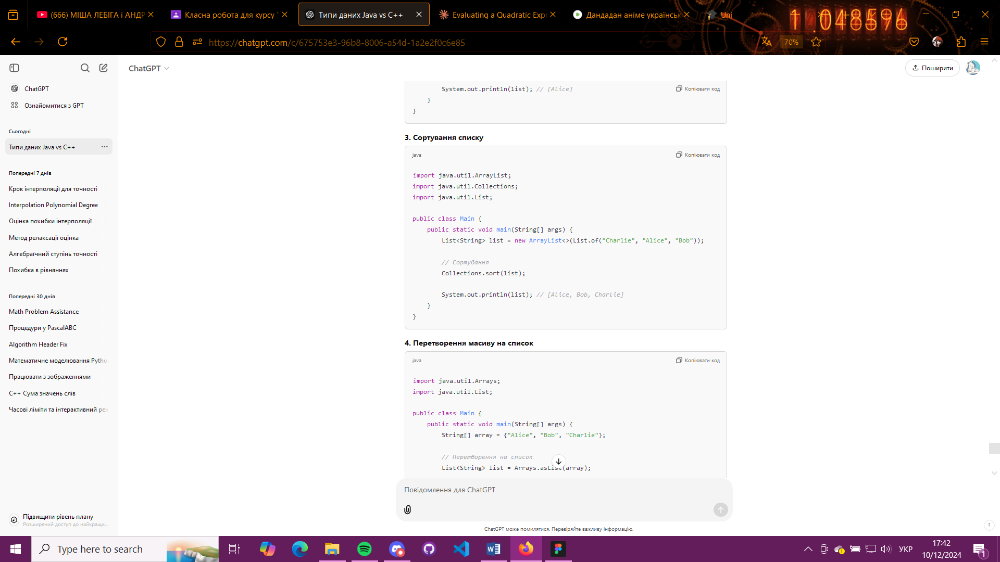 (666) МІША ЛЕБІГА і АНДР
Класна робота для курсу "
Типи даних Java vs C++
Evaluating a Quadratic Expr
Дандадан аніме українськ
Uni
https://chatgpt.com/c/675753e3-96b8-8006-a54d-1a2e2f0c6e85
70%
ChatGPT
Поширити
ChatGPT
Ознайомитися з GPT
Сьогодні
Типи даних Java vs C++
Попередні 7 днів
Крок інтерполяції для точності
Interpolation Polynomial Degree
Оцінка похибки інтерполяції
Метод релаксації оцінка
Алгебраїчний ступінь точності
Похибка в рівняннях
Попередні 30 днів
Math Problem Assistance
Процедури у PascalABC
Algorithm Header Fix
Математичне моделювання Pytho
Працювати з зображеннями
C++ Сума значень слів
Часові ліміти та інтерактивний ре
Підвищити рівень плану
Розширений доступ до найкращи...
System.out.println(list); // [Alice]
Копіювати код
}
}
3. Сортування списку
java
Копіювати код
import java.util.ArrayList;
import java.util.Collections;
import java.util.List;
public class Main {
public static void main(String[] args) {
List<String> list = new ArrayList<>(List.of("Charlie", "Alice", "Bob"));
// Сортування
Collections.sort(list);
System.out.println(list); // [Alice, Bob, Charlie]
}
}
4. Перетворення масиву на список
java
Копіювати код
import java.util.Arrays;
import java.util.List;
public class Main {
public static void main(String[] args) {
String[] array = {"Alice", "Bob", "Charlie"};
// Перетворення на список
List<String> list = Arrays.asList(array);
Повідомлення для ChatGPT
ChatGPT може помилятися. Перевіряйте важливу інформацію.
?
Type here to search
УКР
17:42
10/12/2024
1